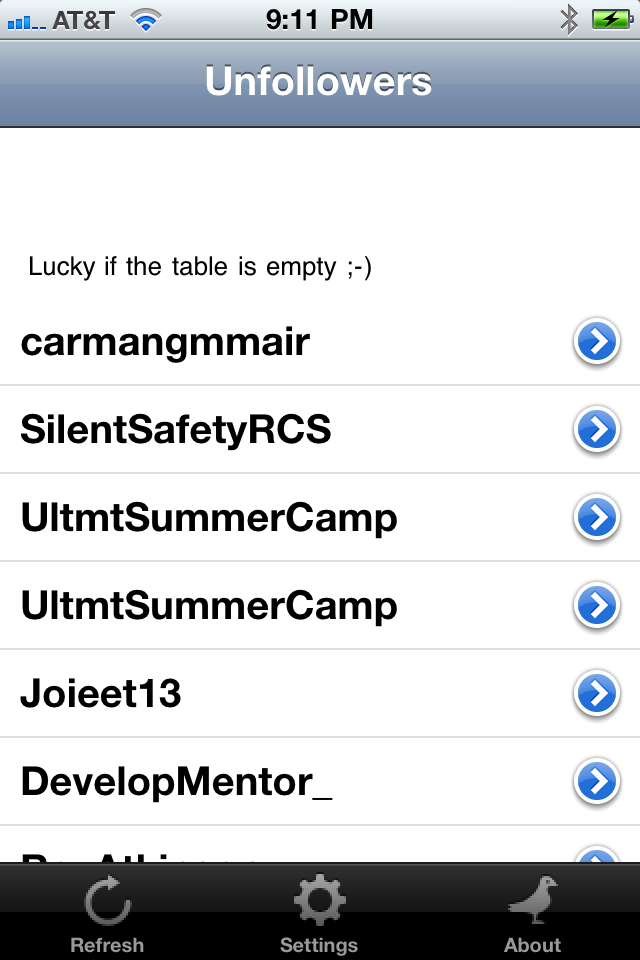 AT&T 9:11 PM
Unfollowers
Lucky if the table is empty ;-)
carmangmmair
SilentSafetyRCS
UltmtSummerCamp
UltmtSummerCamp
Joieet13
DevelopMentor_
Refresh Settings About